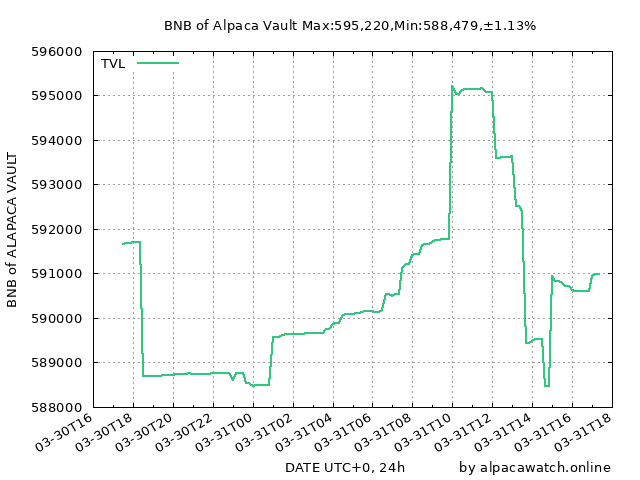 BNB of Alpaca Vault Max:595,220,Min:588,479,±1.13%
TVL
596000
595000
594000
593000
592000
591000
590000
589000
588000
BNB of ALAPACA VAULT
03-30T16
03-30T18
03-30T20
03-30T22
03-31T00
03-31T02
03-31T04
03-31T06
03-31T08
03-31T10
03-31T12
03-31T14
03-31T16
03-31T18
DATE UTC+0, 24h
by alpacawatch.online